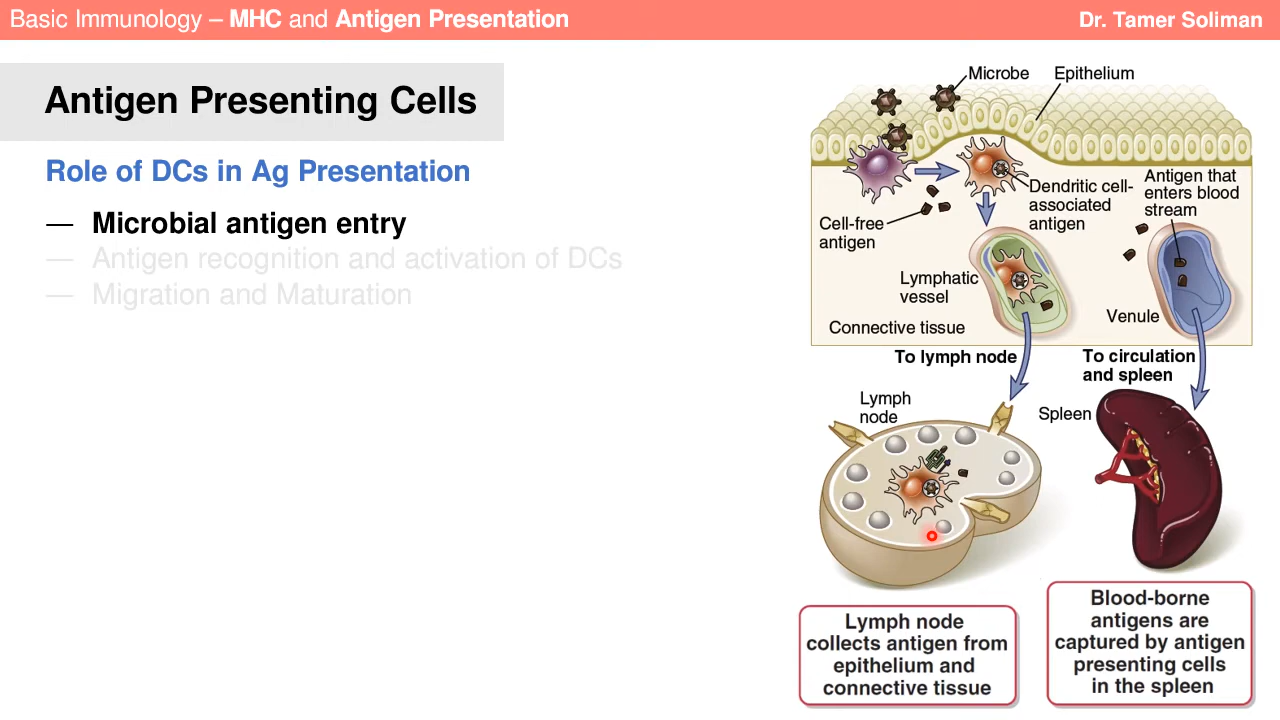 Basic Immunology – MHC and Antigen Presentation
Dr. Tamer Soliman
Antigen Presenting Cells
Role of DCs in Ag Presentation
— Microbial antigen entry
— Antigen recognition and activation of DCs
— Migration and Maturation
Microbe
Epithelium
Cell-free
antigen
Dendritic cell-
associated
antigen
Antigen that
enters blood
stream
Lymphatic
vessel
Venule
Connective tissue
To lymph node
To circulation
and spleen
Lymph
node
Spleen
Lymph node
collects antigen from
epithelium and
connective tissue
Blood-borne
antigens are
captured by antigen
presenting cells
in the spleen